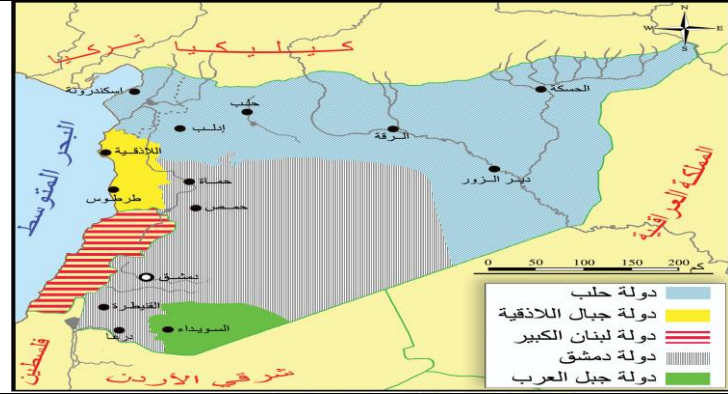 N
W E
S
كيليكيا
تركيا
اسكندرونة
حلب
الحسكة
إدلب
الرقة
البحر المتوسط
اللاذقية
حماة
دير الزور
المملكة العراقية
طرطوس
حمص
دمشق
0 50 100 150 200 كم
القنيطرة
درعا
السويداء
فلسطين
شرقي الأردن
دولة حلب
دولة جبال اللاذقية
دولة لبنان الكبير
دولة دمشق
دولة جبل العرب